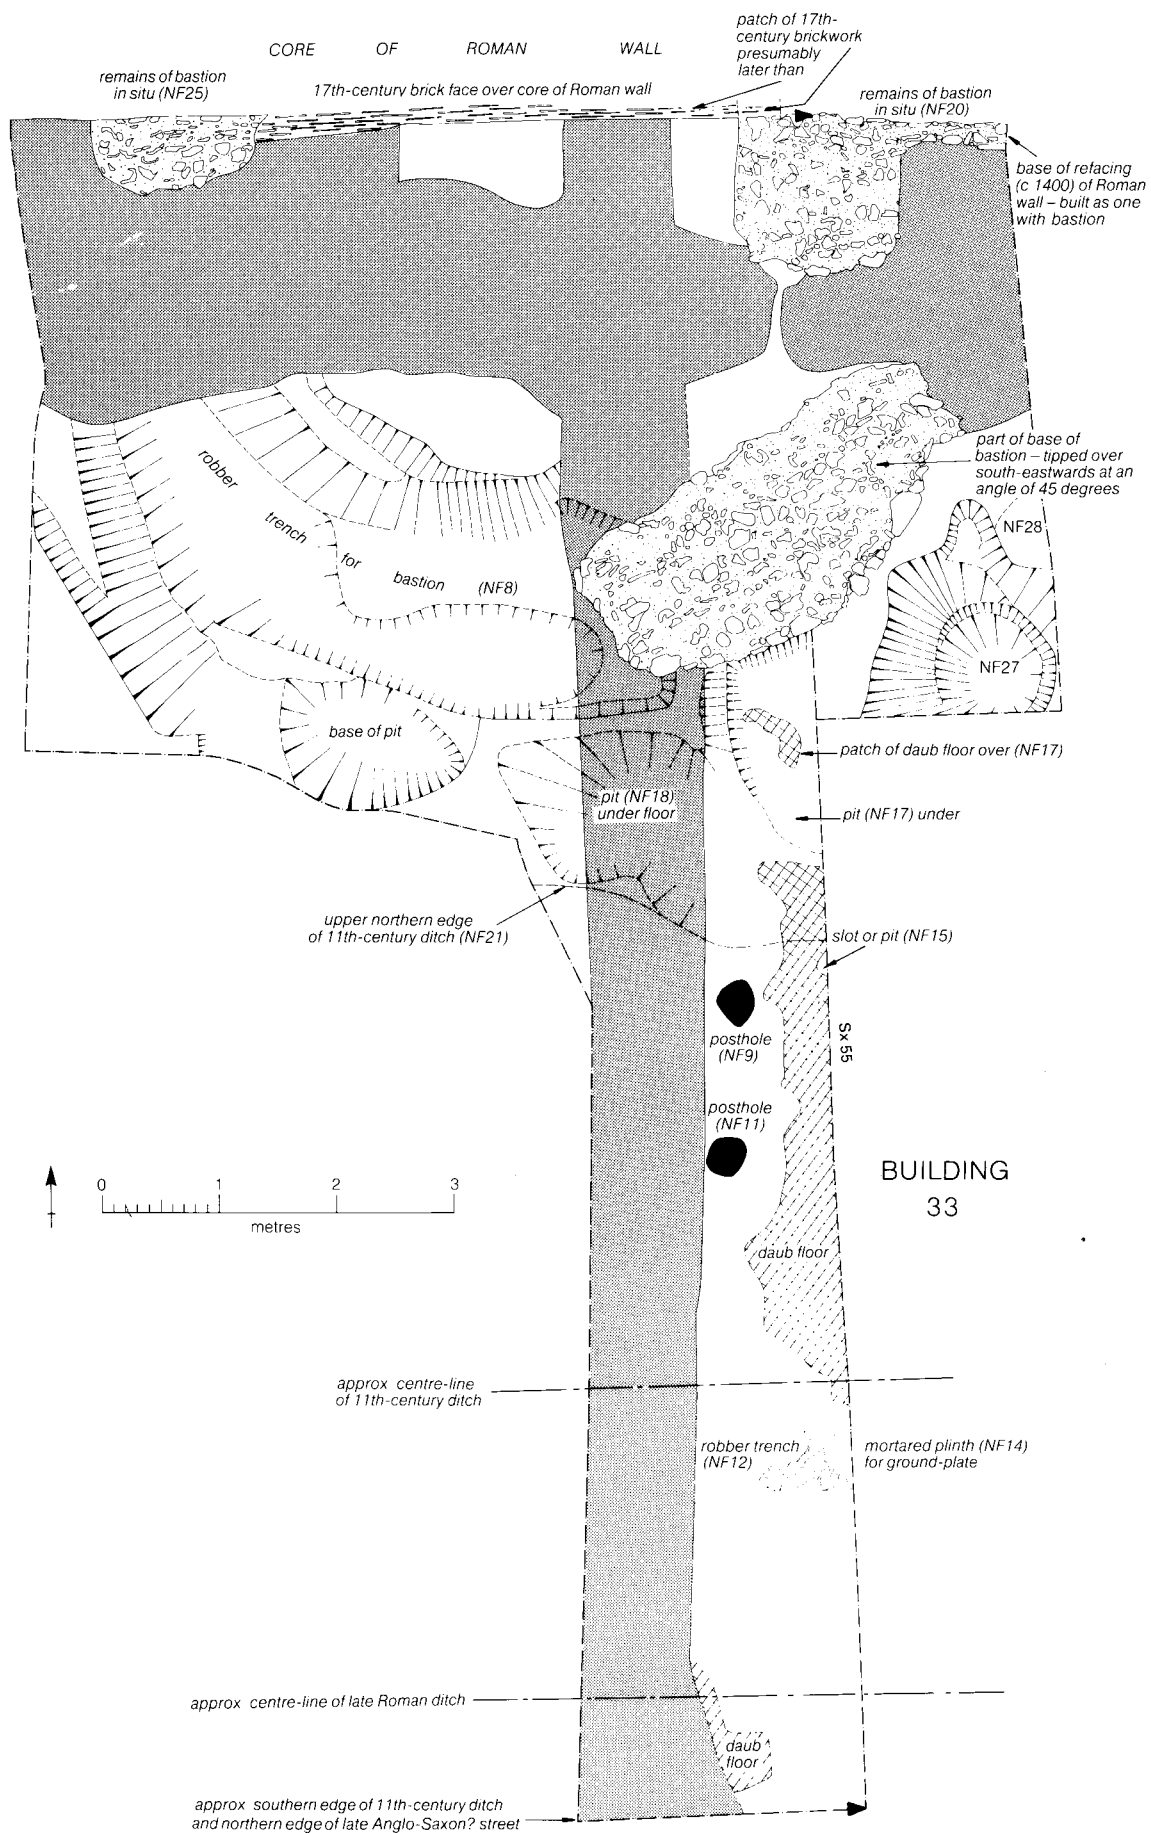 patch of 17th-
century brickwork
presumably
later than
CORE OF ROMAN WALL
remains of bastion
in situ (NF25)
17th-century brick face over core of Roman wall
remains of bastion
in situ (NF20)
base of refacing
(c 1400) of Roman
wall – built as one
with bastion
part of base of
bastion – tipped over
south-eastwards at an
angle of 45 degrees
robber
trench
for
bastion (NF8)
NF28
NF27
base of pit
patch of daub floor over (NF17)
pit (NF18)
under floor
pit (NF17) under
upper northern edge
of 11th-century ditch (NF21)
slot or pit (NF15)
Sx 55
posthole
(NF9)
posthole
(NF11)
BUILDING
33
0 1 2 3
metres
daub floor
approx centre-line
of 11th-century ditch
robber trench
(NF12)
mortared plinth (NF14)
for ground-plate
approx centre-line of late Roman ditch
daub
floor
approx southern edge of 11th-century ditch
and northern edge of late Anglo-Saxon? street